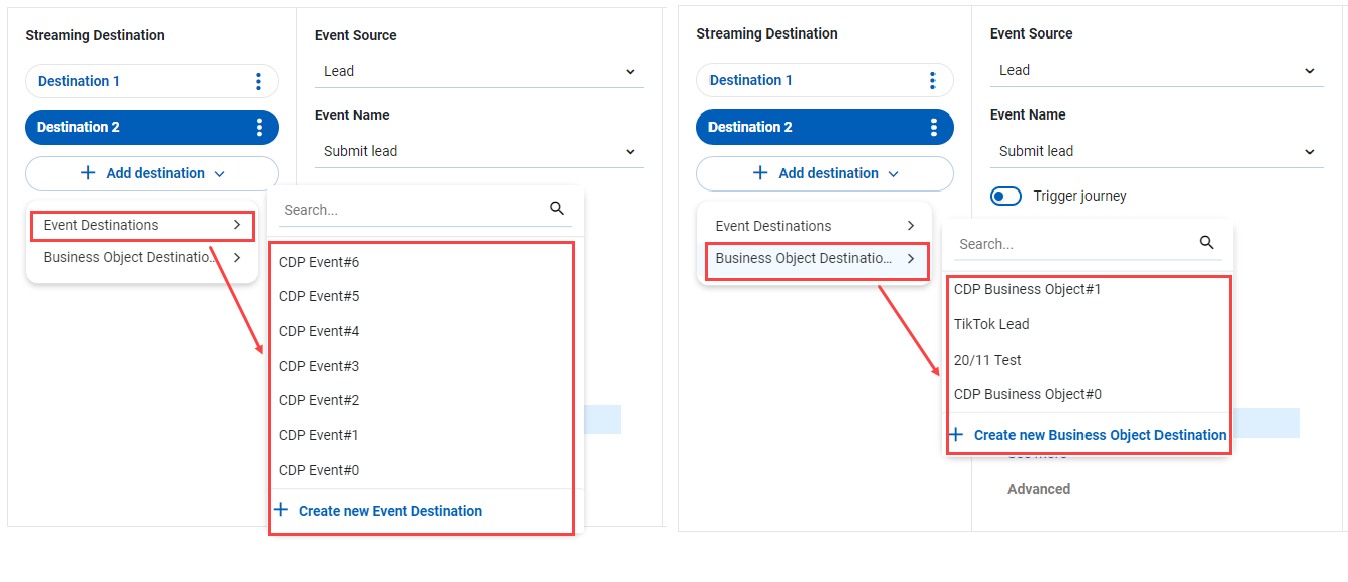 Streaming Destination
Destination 1
Destination 2
Add destination
Event Destinations
Business Object Destinatio...
Event Source
Lead
Event Name
Submit lead
Search...
CDP Event#6
CDP Event#5
CDP Event#4
CDP Event#3
CDP Event#2
CDP Event#1
CDP Event#0
Create new Event Destination
Streaming Destination
Destination 1
Destination 2
Add destination
Event Destinations
Business Object Destinatio...
Event Source
Lead
Event Name
Submit lead
Trigger journey
Search...
CDP Business Object#1
TikTok Lead
20/11 Test
CDP Business Object#0
Create new Business Object Destination
Advanced